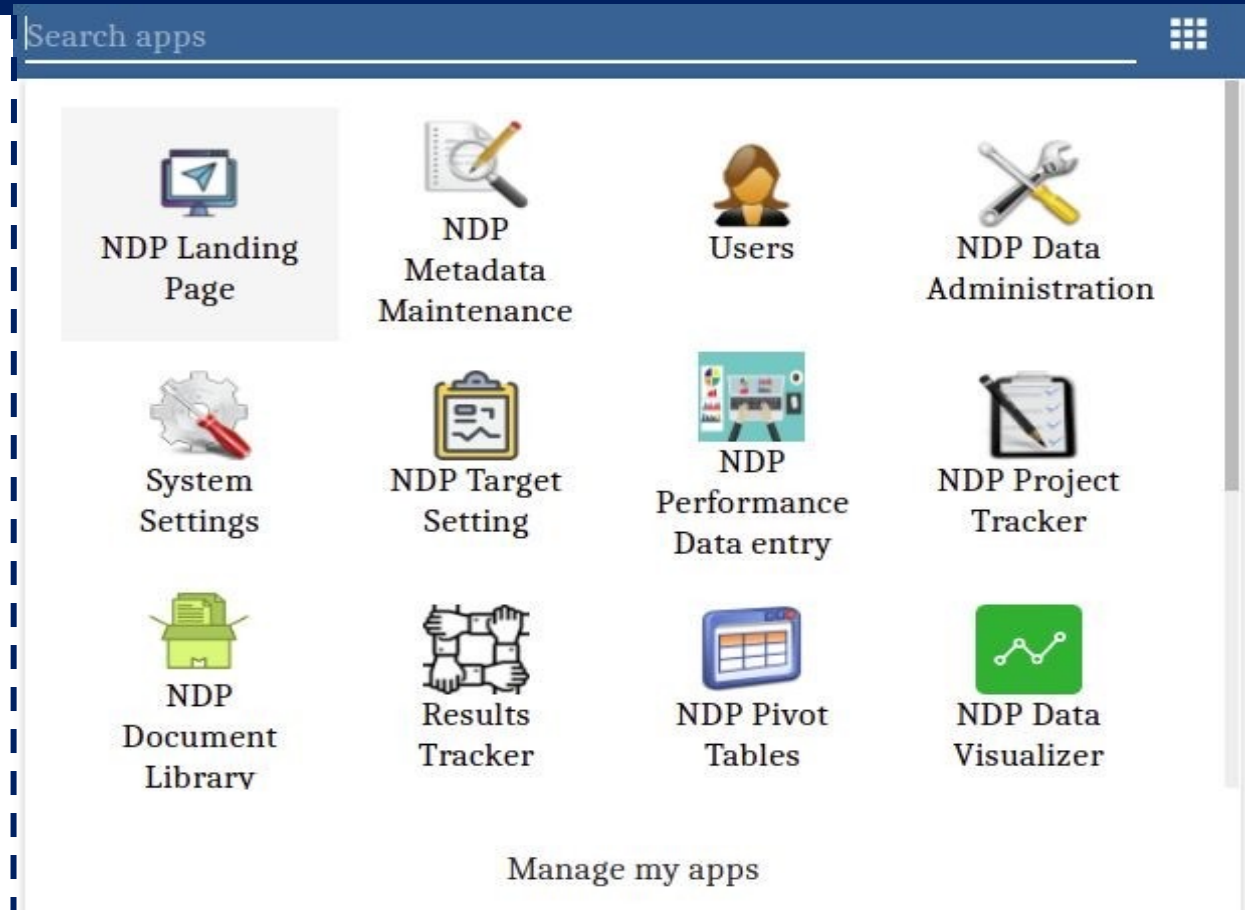 Search apps
NDP Landing
Page
NDP
Metadata
Maintenance
Users
NDP Data
Administration
System
Settings
NDP Target
Setting
NDP
Performance
Data entry
NDP Project
Tracker
NDP
Document
Library
Results
Tracker
NDP Pivot
Tables
NDP Data
Visualizer
Manage my apps